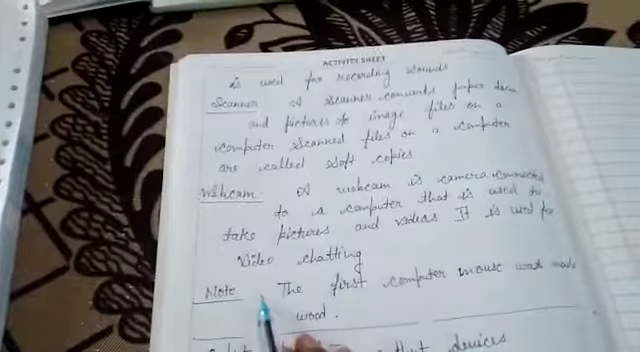 ACTIVITY SHEET
is used for recording sounds
Scanner A scanner converts paper docu
and pictures to image files on a
computer Scanned files on a computer
are called soft copies
Webcam A webcam is camera connected
to a computer that is used to
take pictures and videos It is used for
Video chatting
Note The first computer mouse was made
wood.
devices